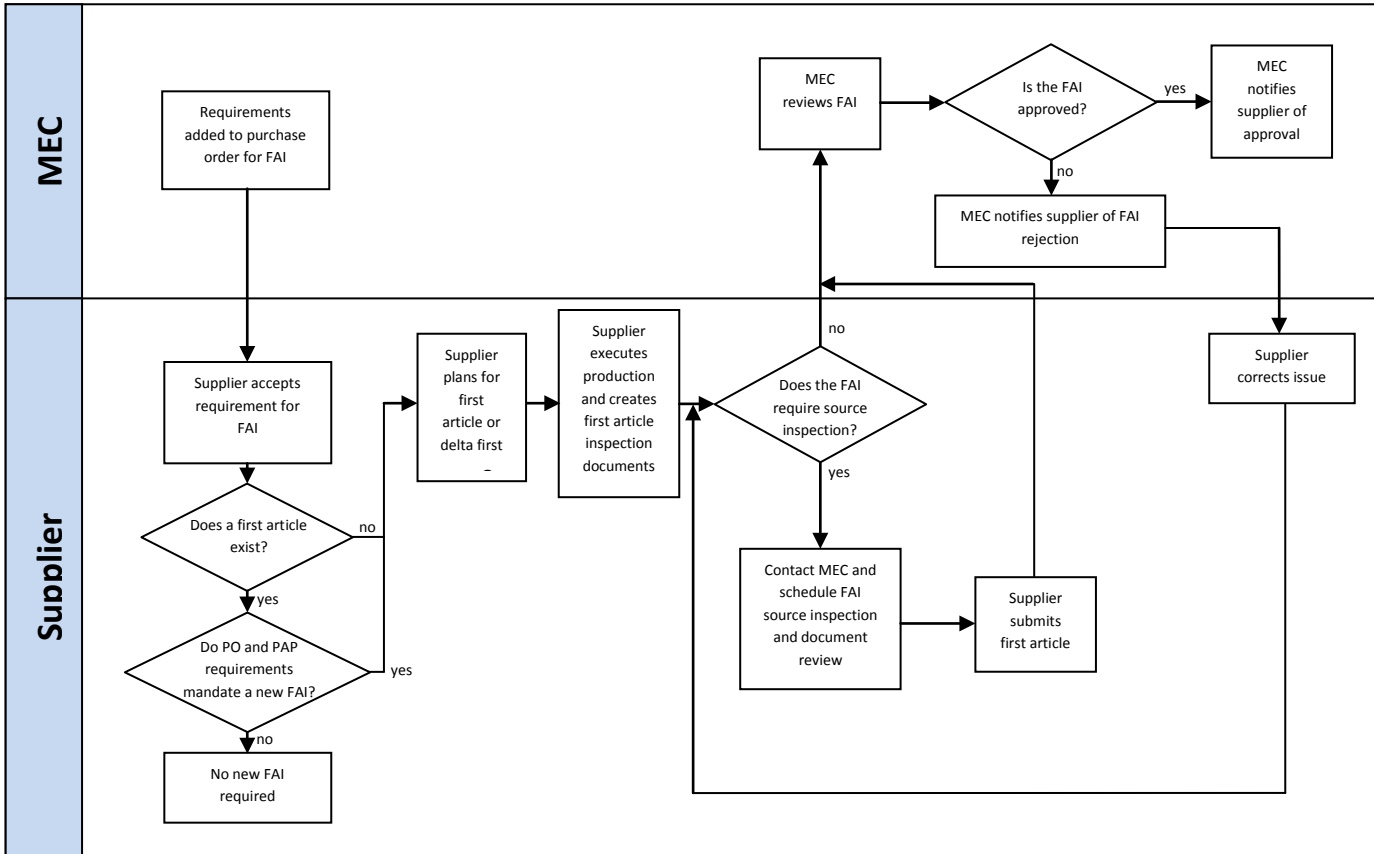 MEC
Requirements
added to purchase
order for FAI
MEC
reviews FAI
Is the FAI
approved?
yes
MEC
notifies
supplier of
approval
no
MEC notifies supplier of FAI
rejection
Supplier
Supplier accepts
requirement for
FAI
Does a first article
exist?
no
yes
Do PO and PAP
requirements
mandate a new FAI?
yes
no
No new FAI
required
Supplier
plans for
first
article or
delta first
Supplier
executes
production
and creates
first article
inspection
documents
no
Does the FAI
require source
inspection?
yes
Contact MEC and
schedule FAI
source inspection
and document
review
Supplier
submits
first article
Supplier
corrects issue